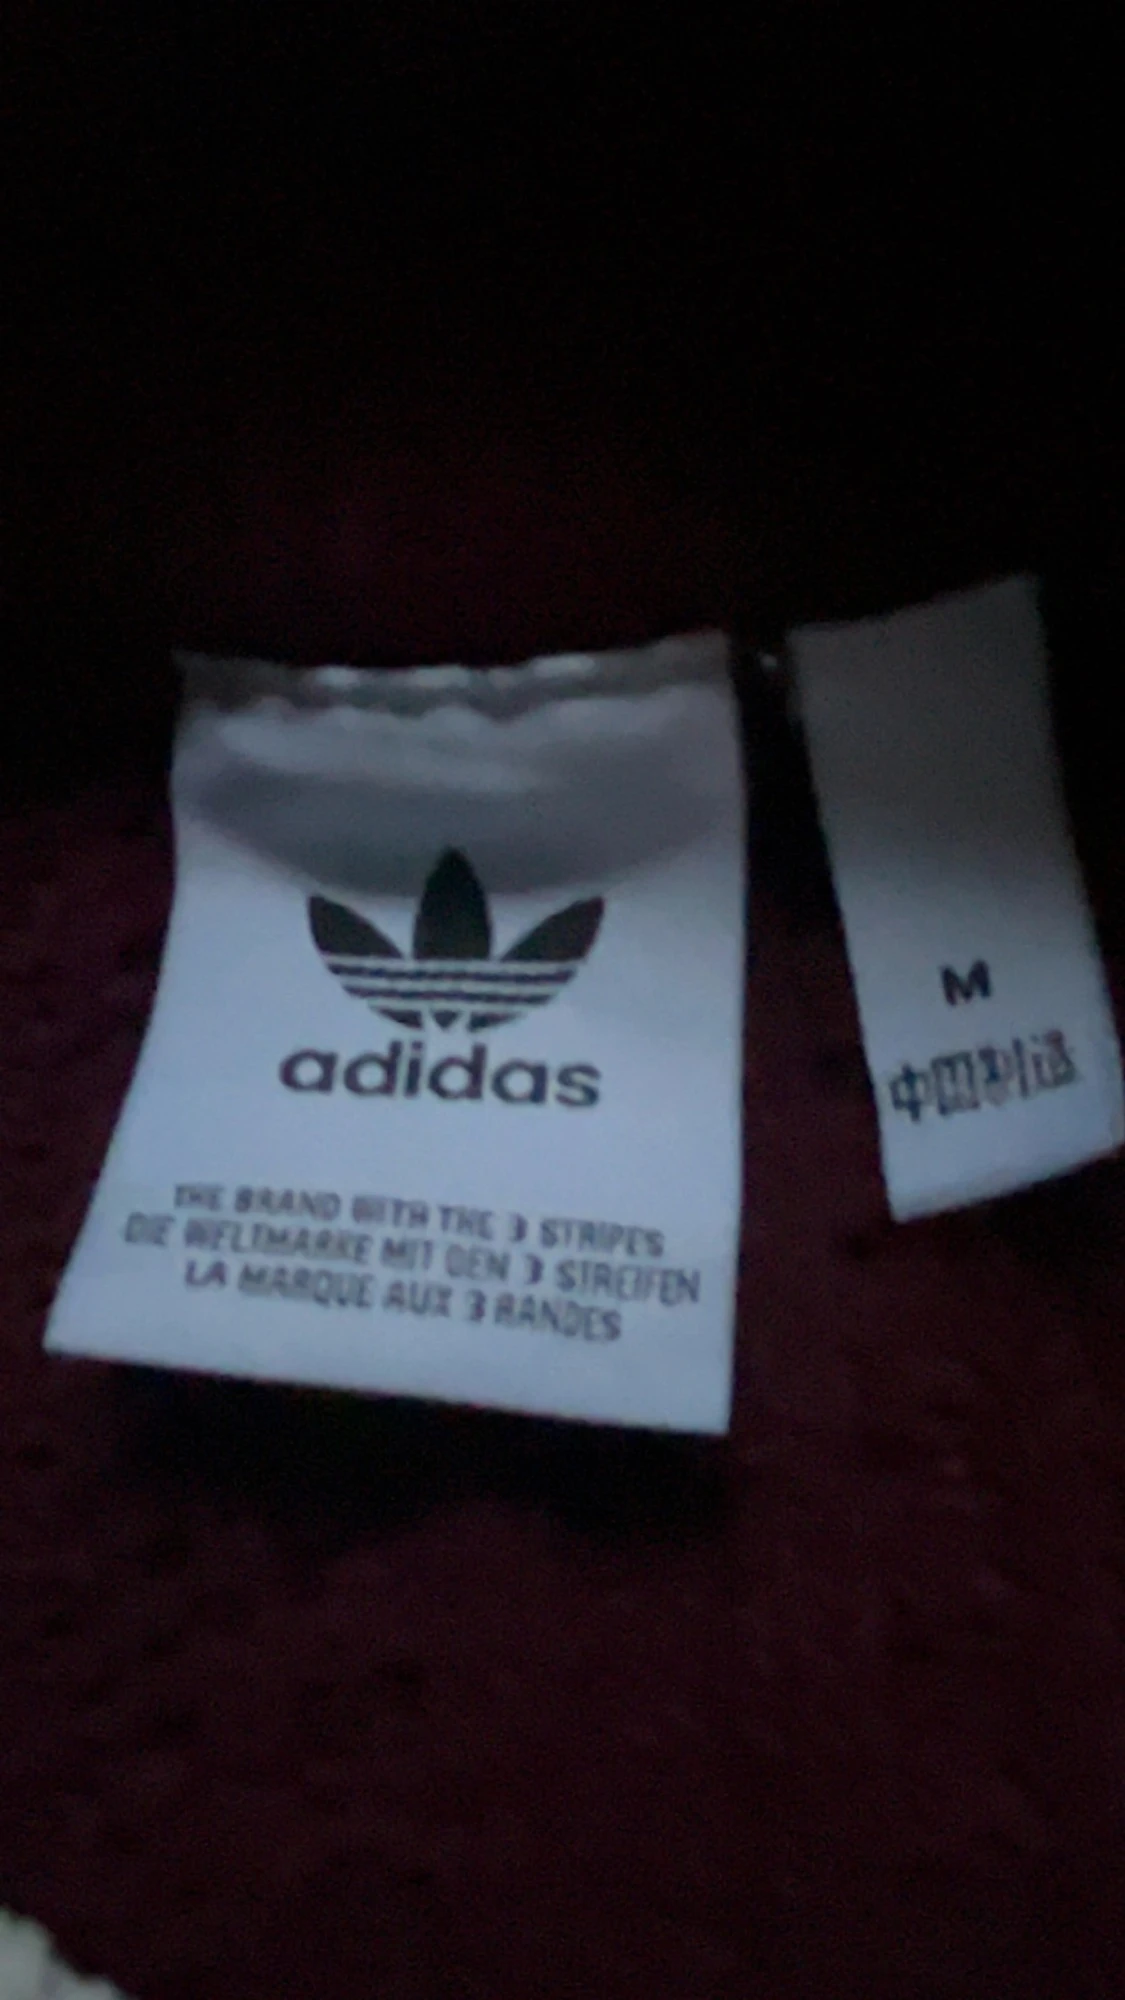 adidas
THE BRAND WITH THE 3 STRIPES
DIE WELTMARKE MIT DEN 3 STREIFEN
LA MARQUE AUX 3 BANDES
M
中国制造